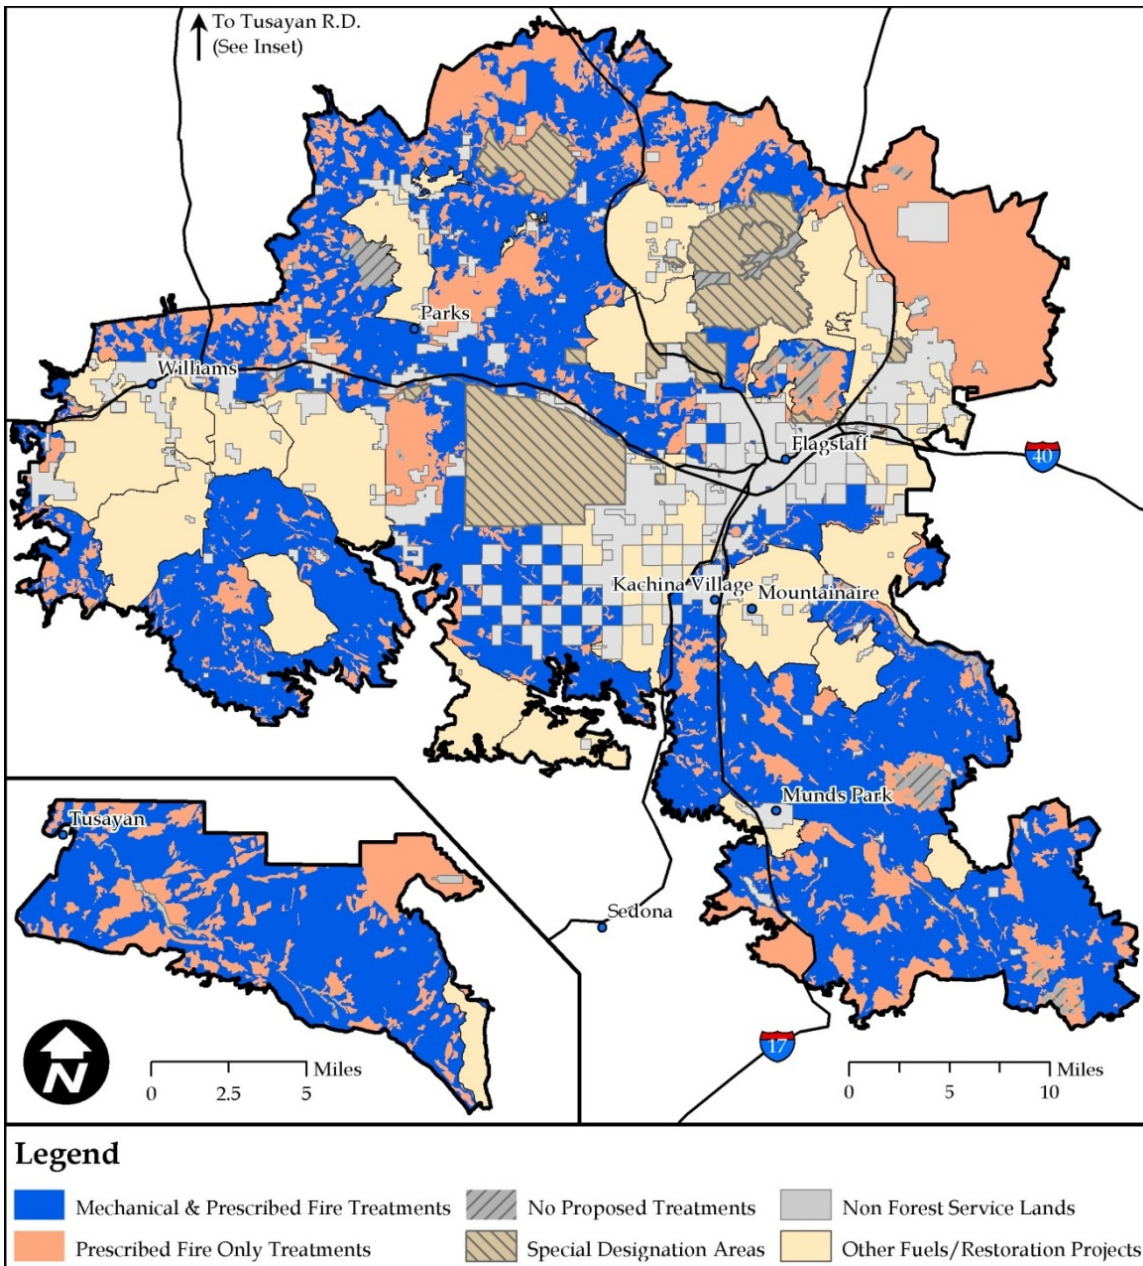 To Tusayan R.D.
(See Inset)
Parks
Williams
Flagstaff
40
Kachina Village
Mountainaire
Munds Park
Tusayan
Sedona
17
N
Miles
0 2.5 5
Miles
0 5 10
Legend
Mechanical & Prescribed Fire Treatments
No Proposed Treatments
Non Forest Service Lands
Prescribed Fire Only Treatments
Special Designation Areas
Other Fuels/Restoration Projects